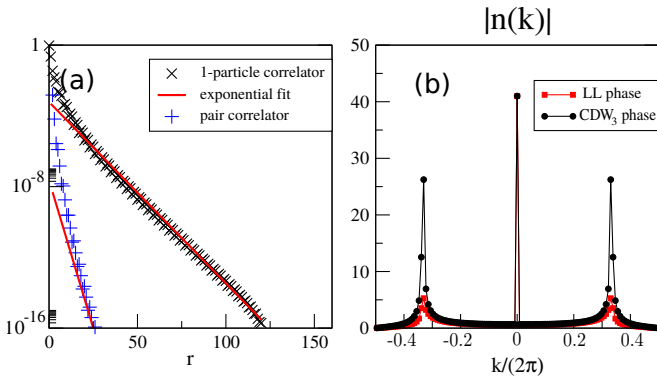 |n(k)|
1
10⁻⁸
10⁻¹⁶
(a)
1-particle correlator
exponential fit
pair correlator
0
50
100
150
r
50
40
30
20
10
0
(b)
LL phase
CDW₃ phase
-0.4
-0.2
0
0.2
0.4
k/(2π)